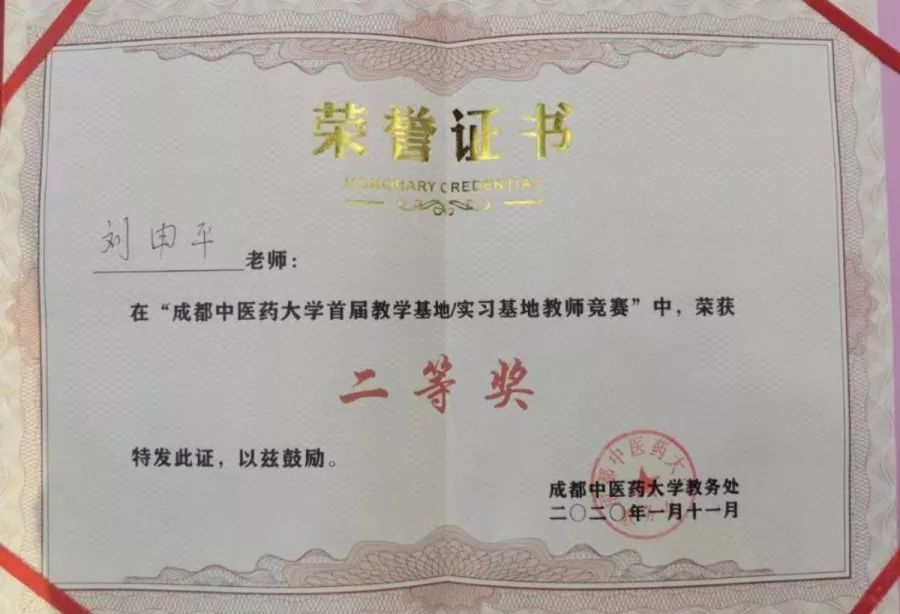 荣誉证书
HONORARY CREDENTIAL
刘申平老师：
在“成都中医药大学首届教学基地/实习基地教师竞赛”中，荣获
二等奖
特发此证，以兹鼓励。
成都中医药大学教务处
二〇二〇年一月十一月